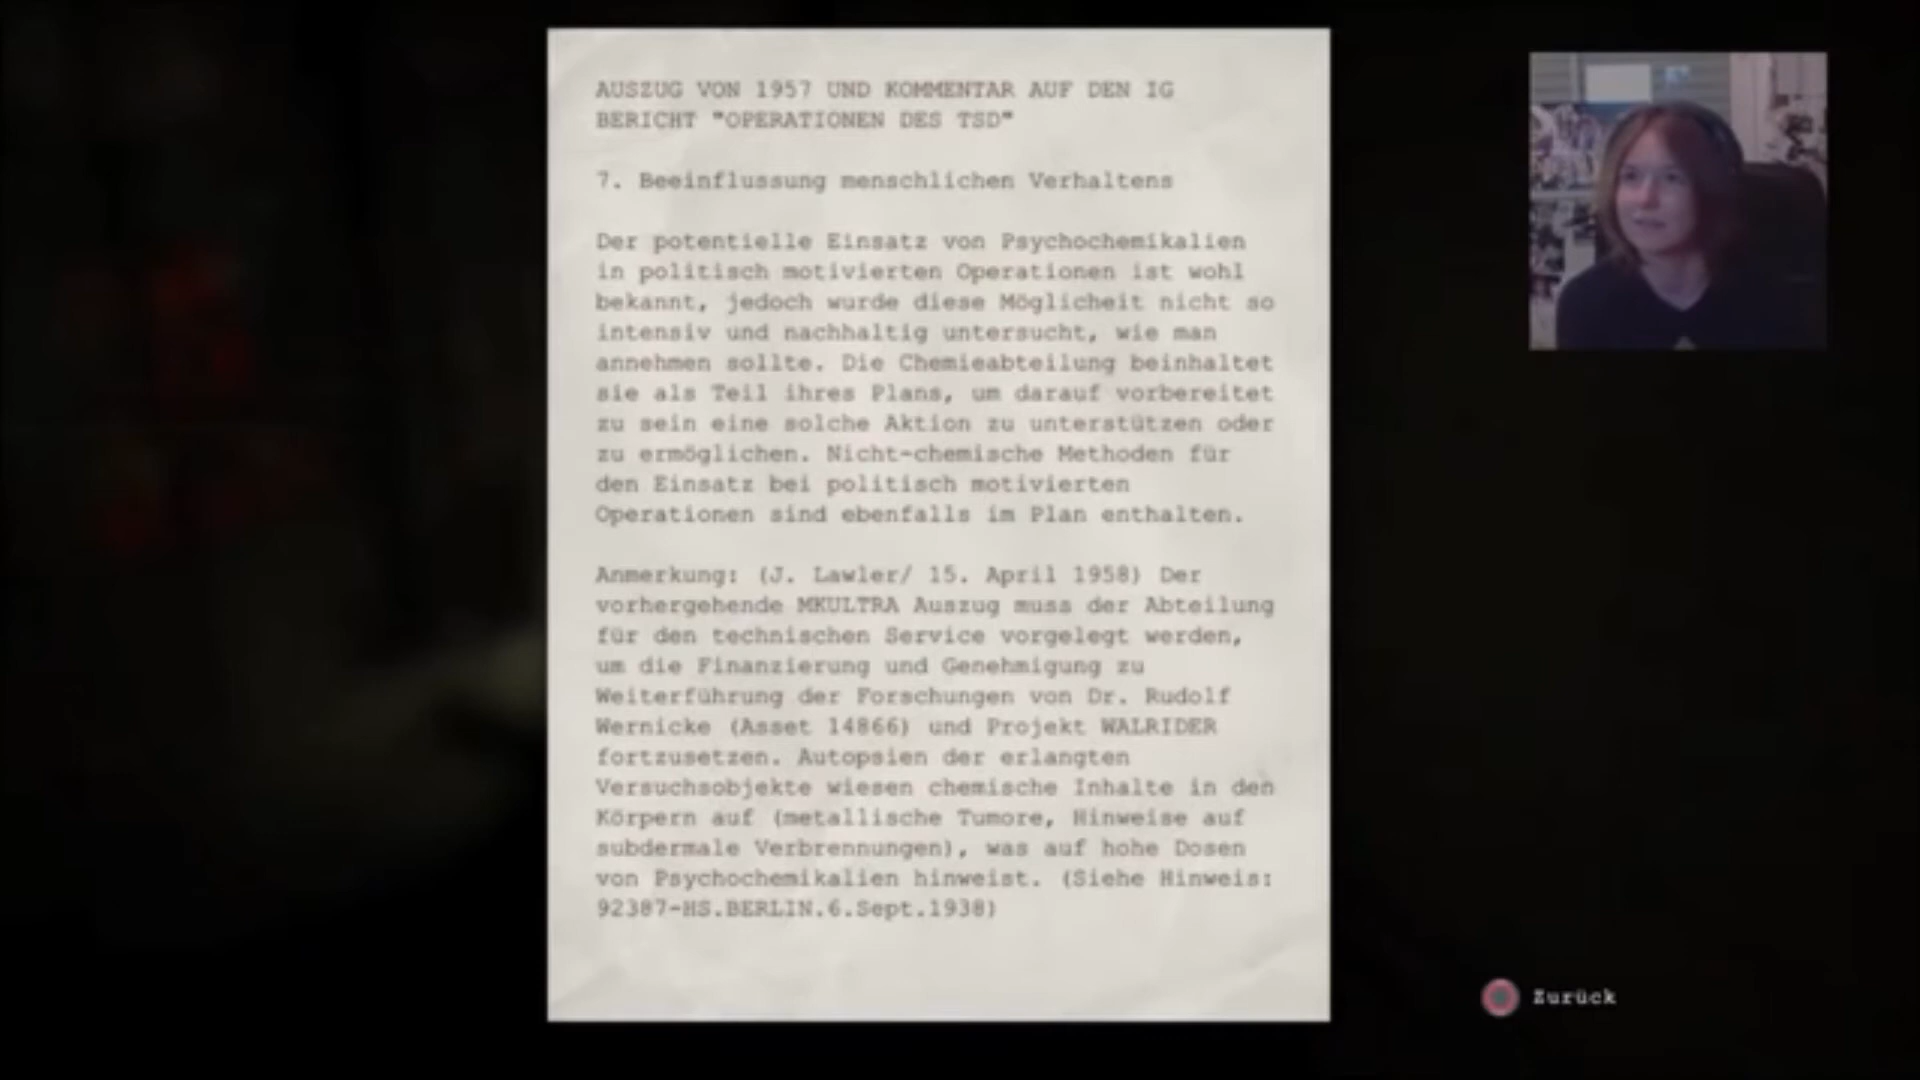 AUSZUG VON 1957 UND KOMMENTAR AUF DEN IG
BERICHT "OPERATIONEN DES TSD"
7. Beeinflussung menschlichen Verhaltens
Der potentielle Einsatz von Psychochemikalien
in politisch motivierten Operationen ist wohl
bekannt, jedoch wurde diese Möglicheit nicht so
intensiv und nachhaltig untersucht, wie man
annehmen sollte. Die Chemieabteilung beinhaltet
sie als Teil ihres Plans, um darauf vorbereitet
zu sein eine solche Aktion zu unterstützen oder
zu ermöglichen. Nicht-chemische Methoden für
den Einsatz bei politisch motivierten
Operationen sind ebenfalls im Plan enthalten.
Anmerkung: (J. Lawler/ 15. April 1958) Der
vorhergehende MKULTRA Auszug muss der Abteilung
für den technischen Service vorgelegt werden,
um die Finanzierung und Genehmigung zu
Weiterführung der Forschungen von Dr. Rudolf
Wernicke (Asset 14866) und Projekt WALRIDER
fortzusetzen. Autopsien der erlangten
Versuchsobjekte wiesen chemische Inhalte in den
Körpern auf (metallische Tumore, Hinweise auf
subdermale Verbrennungen), was auf hohe Dosen
von Psychochemikalien hinweist. (Siehe Hinweis:
92387-HS.BERLIN.6.Sept.1938)
Zurück